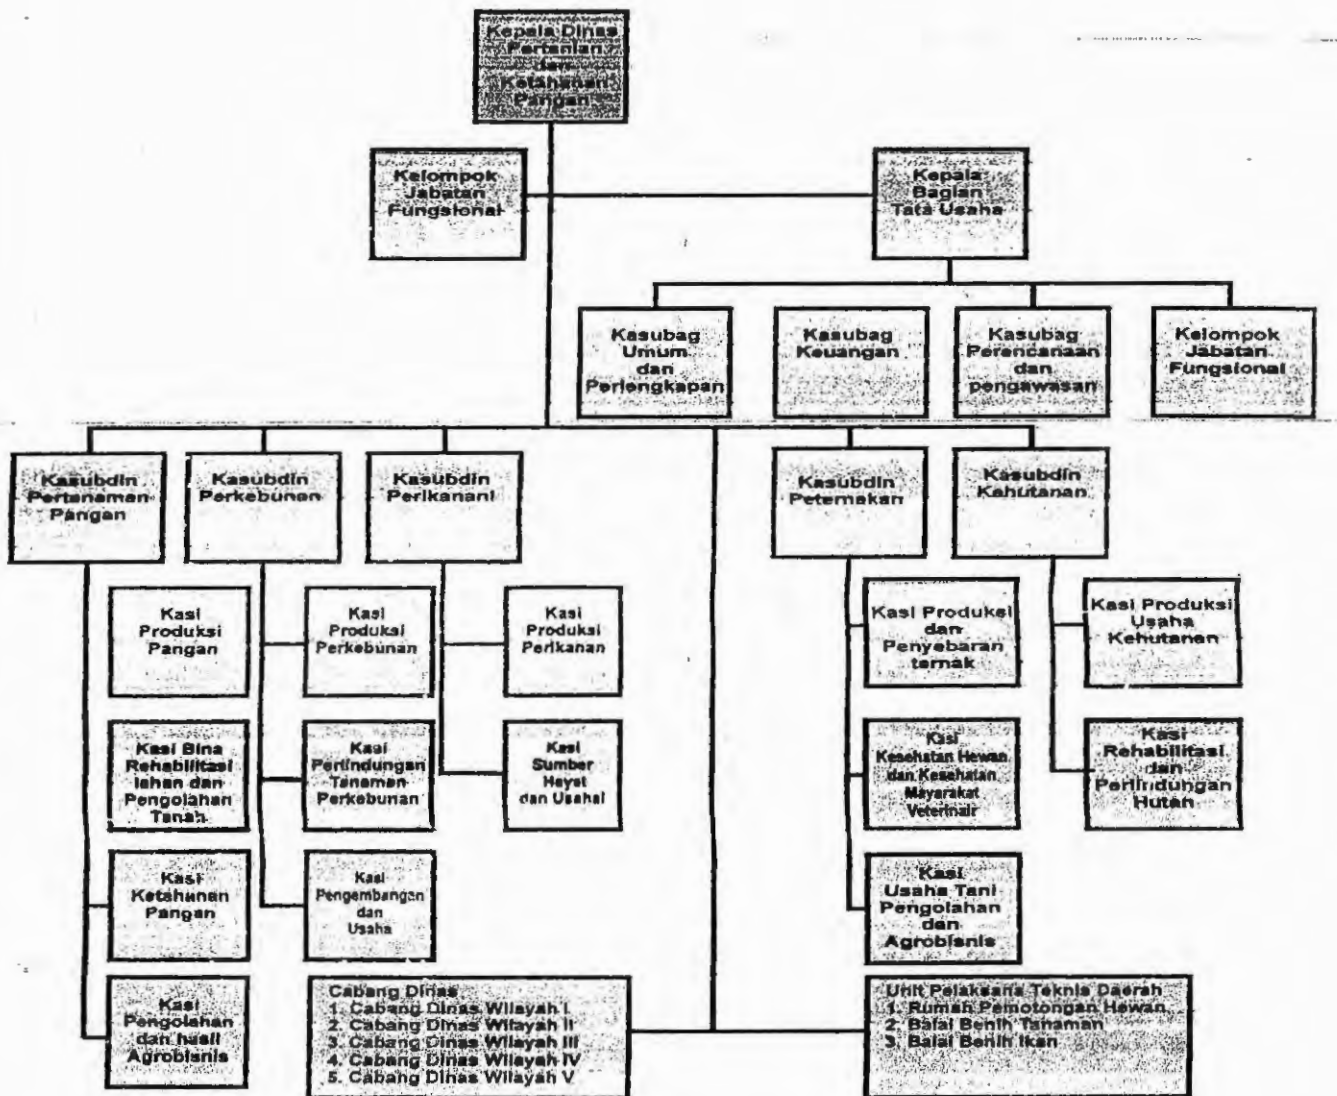 Kepala Dinas
Pertanian
dan
Ketahanan
Pangan
Kelompok
Jabatan
Fungsional
Kepala
Bagian
Tata Usaha
Kasubag
Umum
dan
Perlengkapan
Kasubag
Keuangan
Kasubag
Perencanaan
dan
pengawasan
Kelompok
Jabatan
Fungsional
Kasubdin
Pertanaman
Pangan
Kasubdin
Perkebunan
Kasubdin
Perikanani
Kasubdin
Peternakan
Kasubdin
Kahutanan
Kasi
Produksi
Pangan
Kasi
Produksi
Perkebunan
Kasi
Produksi
Perikanan
Kasi Produksi
dan
Penyebaran
ternak
Kasi Produksi
Usaha
Kehutanan
Kasi Bina
Rehabilitasi
lahan dan
Pengolahan
Tanah
Kasi
Perlindungan
Tanaman
Perkebunan
Kasi
Sumber
Hayat
dan Usahai
Kasi
Kesehatan Hewan
dan Kesehatan
Mayarakat
Veterinair
Kasi
Rehabilitasi
dan
Perlindungan
Hutan
Kasi
Ketahanan
Pangan
Kasi
Pengembangan
dan
Usaha
Kasi
Usaha Tani
Pengolahan
dan
Agrobisnis
Kasi
Pengolahan
dan hasil
Agrobisnis
Cabang Dinas
1. Cabang Dinas Wilayah I
2. Cabang Dinas Wilayah II
3. Cabang Dinas Wilayah III
4. Cabang Dinas Wilayah IV
5. Cabang Dinas Wilayah V
Unit Pelaksana Teknis Daerah
1. Rumah Pemotongan Hewan
2. Balai Benih Tanaman
3. Balai Benih Ikan